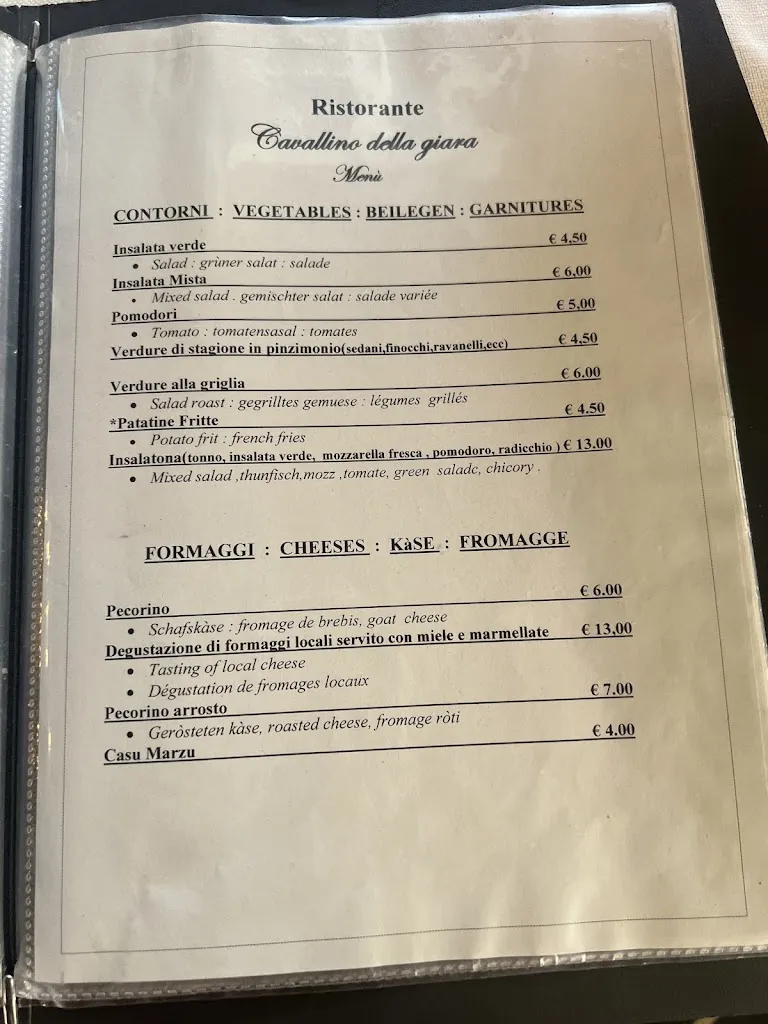 Ristorante
Cavallino della giara
Menù
CONTORNI : VEGETABLES : BEILEGEN : GARNITURES
Insalata verde € 4,50
• Salad : grùner salat : salade
Insalata Mista € 6,00
• Mixed salad . gemischter salat : salade variée
Pomodori € 5,00
• Tomato : tomatensasal : tomates
Verdure di stagione in pinzimonio(sedani,finocchi,ravanelli,ecc) € 4,50
Verdure alla griglia € 6.00
• Salad roast : gegrilltes gemuese : légumes grillés
*Patatine Fritte € 4.50
• Potato frit : french fries
Insalatona(tonno, insalata verde, mozzarella fresca , pomodoro, radicchio ) € 13.00
• Mixed salad ,thunfisch,mozz ,tomate, green salade, chicory .
FORMAGGI : CHEESES : KàSE : FROMAGGE
Pecorino € 6.00
• Schafskàse : fromage de brebis, goat cheese
Degustazione di formaggi locali servito con miele e marmellate € 13,00
• Tasting of local cheese
• Dégustation de fromages locaux
Pecorino arrosto € 7.00
• Geròsteten kàse, roasted cheese, fromage ròti
Casu Marzu € 4.00